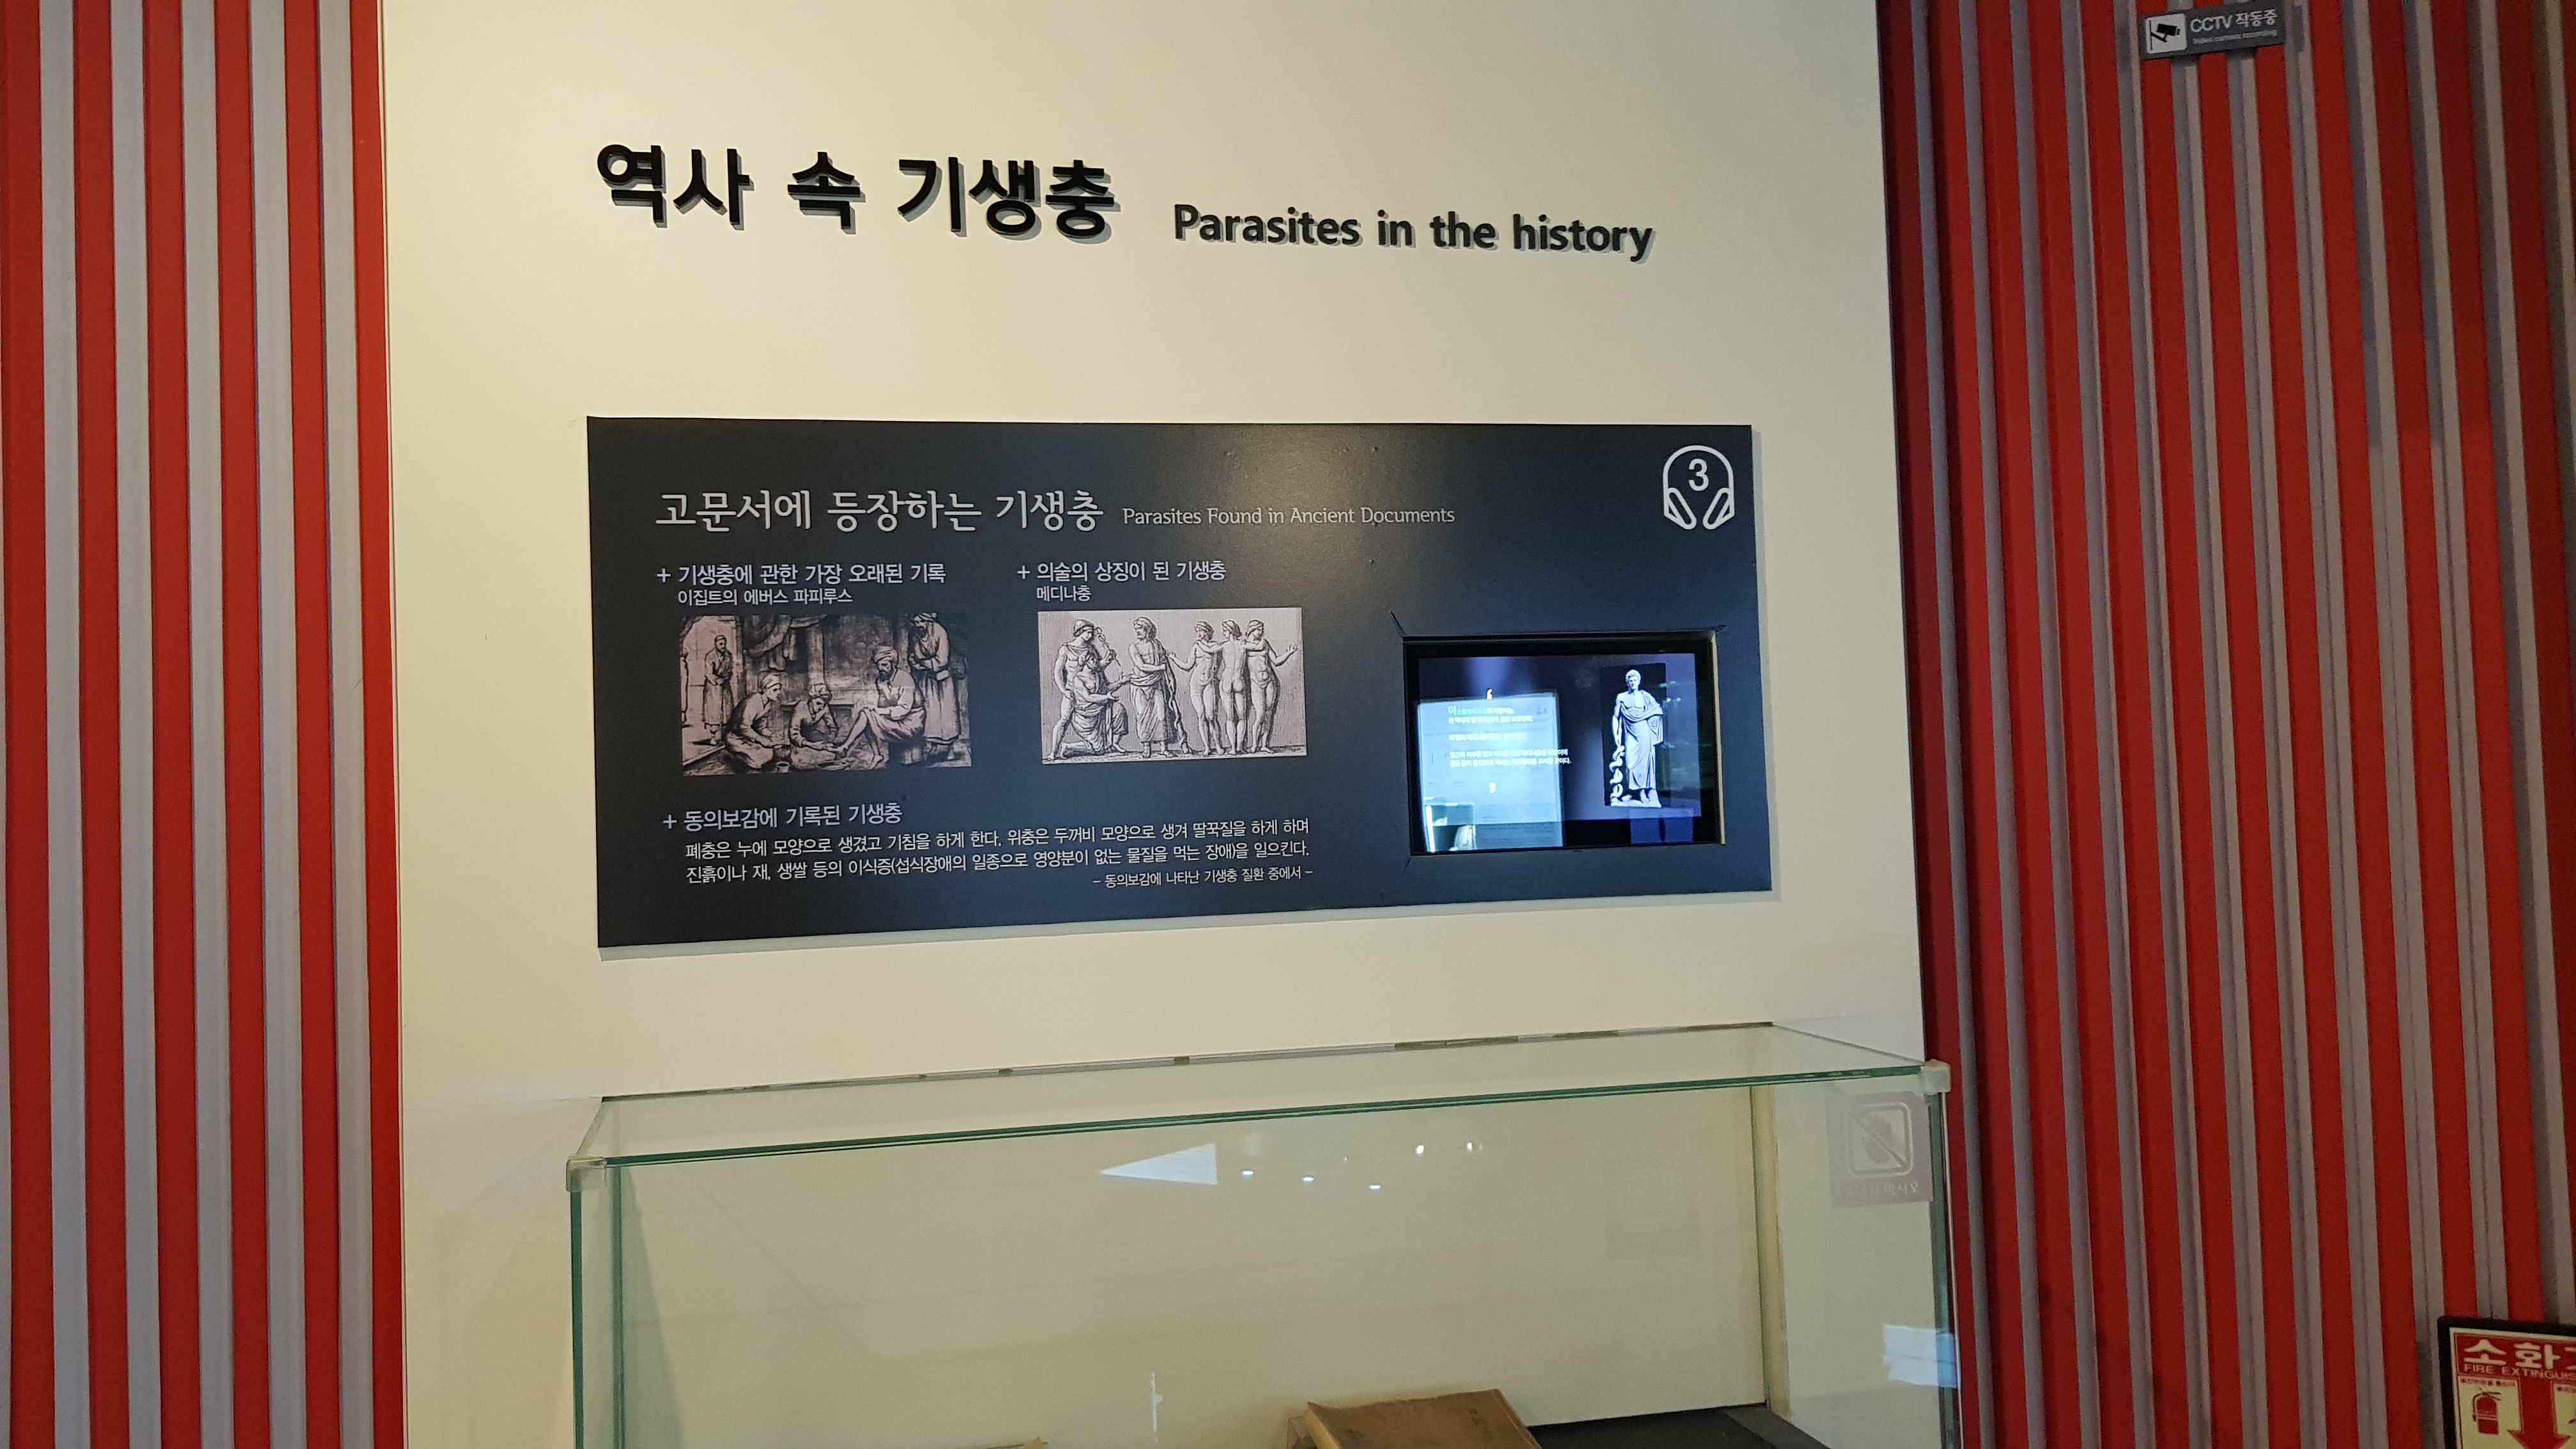 CCTV 작동중
Video camera recording
역사 속 기생충 Parasites in the history
3
고문서에 등장하는 기생충 Parasites Found in Ancient Documents
+ 기생충에 관한 가장 오래된 기록
이집트의 에버스 파피루스
+ 의술의 상징이 된 기생충
메디나충
+ 동의보감에 기록된 기생충
폐충은 누에 모양으로 생겼고 기침을 하게 한다. 위충은 두꺼비 모양으로 생겨 딸꾹질을 하게 하며
진흙이나 재, 생쌀 등의 이식증(섭식장애의 일종으로 영양분이 없는 물질을 먹는 장애)을 일으킨다.
– 동의보감에 나타난 기생충 질환 중에서 –
마시오
소화
FIRE EXTINGUIS